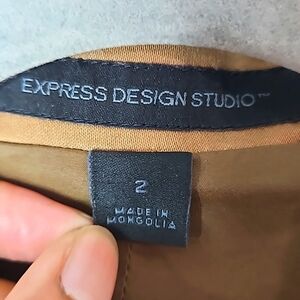 EXPRESS DESIGN STUDIO™
2
MADE IN
MONGOLIA